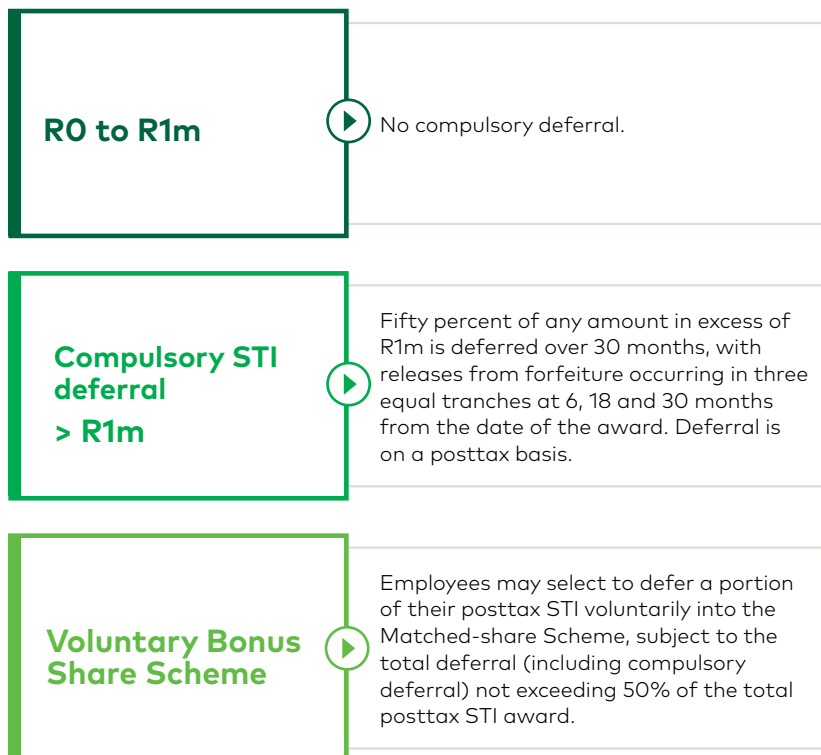 R0 to R1m
No compulsory deferral.
Compulsory STI
deferral
> R1m
Fifty percent of any amount in excess of
R1m is deferred over 30 months, with
releases from forfeiture occurring in three
equal tranches at 6, 18 and 30 months
from the date of the award. Deferral is
on a posttax basis.
Voluntary Bonus
Share Scheme
Employees may select to defer a portion
of their posttax STI voluntarily into the
Matched-share Scheme, subject to the
total deferral (including compulsory
deferral) not exceeding 50% of the total
posttax STI award.